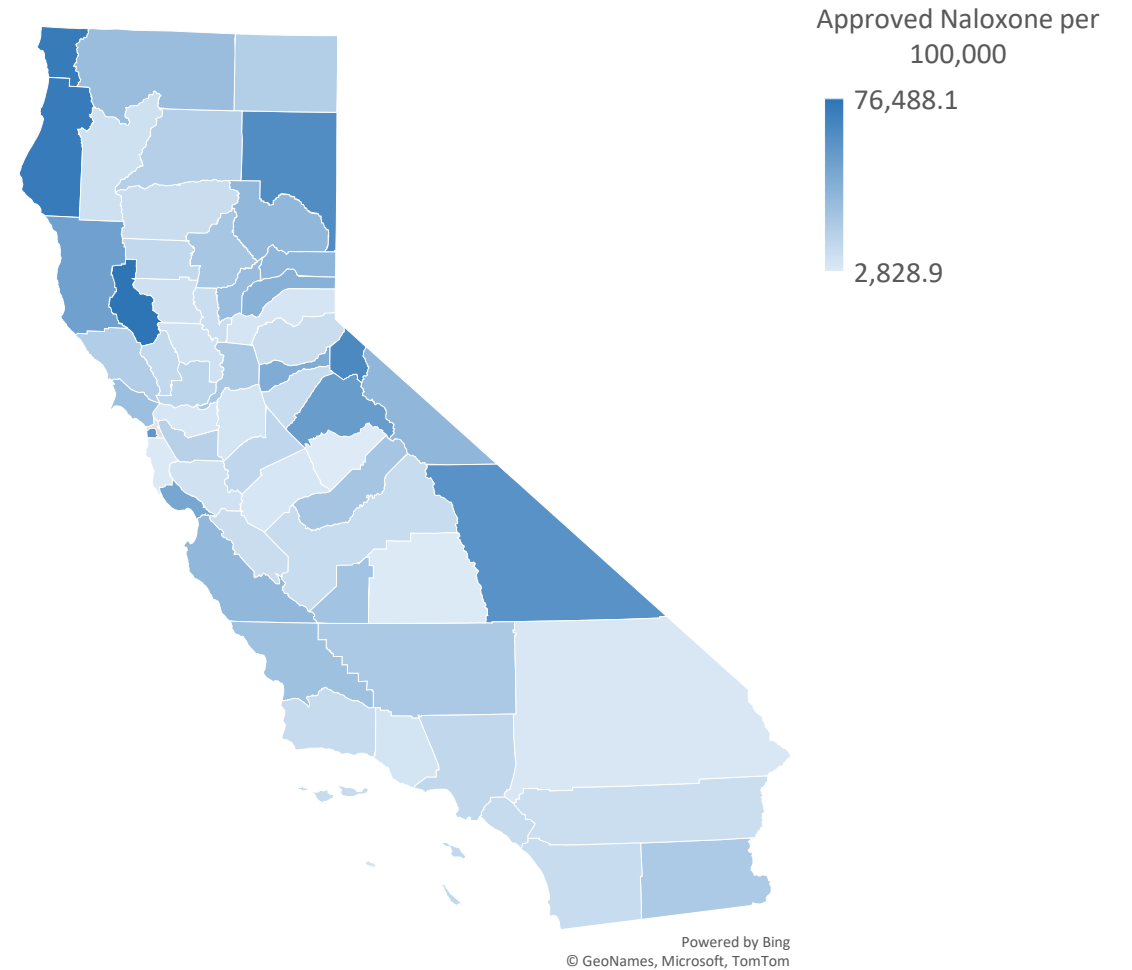 Approved Naloxone per
100,000
76,488.1
2,828.9
Powered by Bing
© GeoNames, Microsoft, TomTom